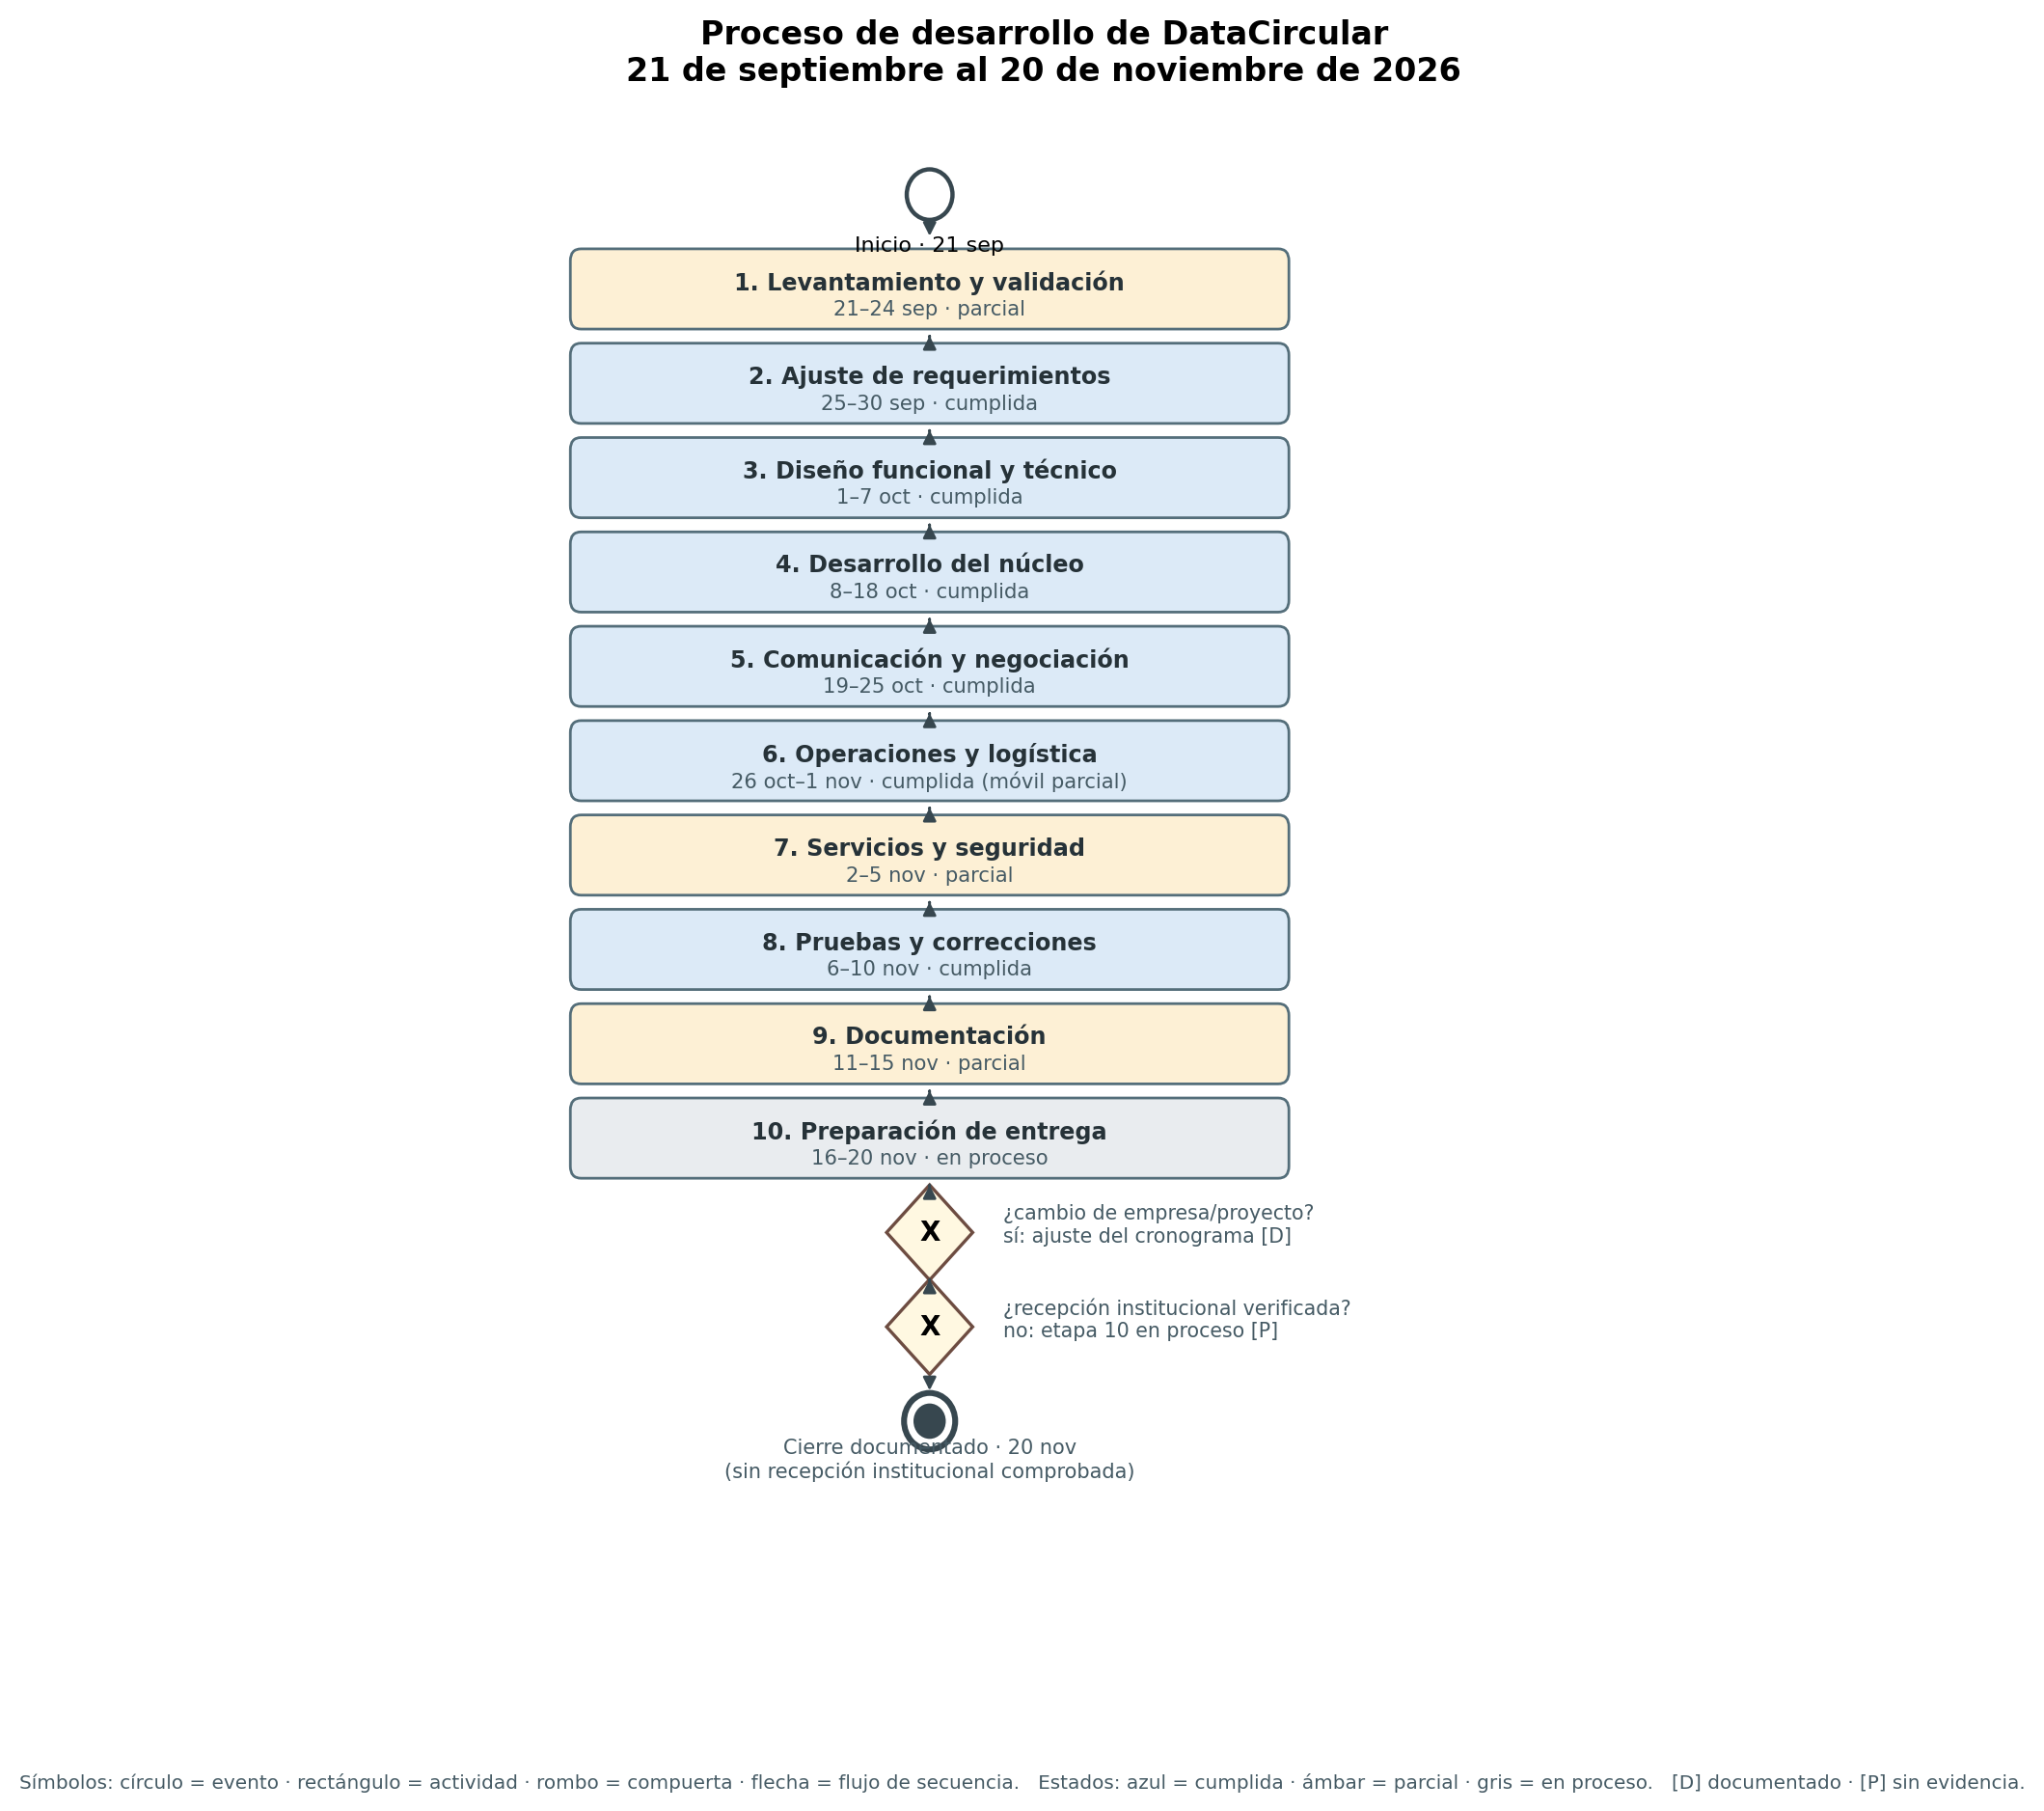 Proceso de desarrollo de DataCircular
21 de septiembre al 20 de noviembre de 2026
Inicio · 21 sep
1. Levantamiento y validación
21–24 sep · parcial
2. Ajuste de requerimientos
25–30 sep · cumplida
3. Diseño funcional y técnico
1–7 oct · cumplida
4. Desarrollo del núcleo
8–18 oct · cumplida
5. Comunicación y negociación
19–25 oct · cumplida
6. Operaciones y logística
26 oct–1 nov · cumplida (móvil parcial)
7. Servicios y seguridad
2–5 nov · parcial
8. Pruebas y correcciones
6–10 nov · cumplida
9. Documentación
11–15 nov · parcial
10. Preparación de entrega
16–20 nov · en proceso
X
¿cambio de empresa/proyecto?
sí: ajuste del cronograma [D]
X
¿recepción institucional verificada?
no: etapa 10 en proceso [P]
Cierre documentado · 20 nov
(sin recepción institucional comprobada)
Símbolos: círculo = evento · rectángulo = actividad · rombo = compuerta · flecha = flujo de secuencia.   Estados: azul = cumplida · ámbar = parcial · gris = en proceso.   [D] documentado · [P] sin evidencia.